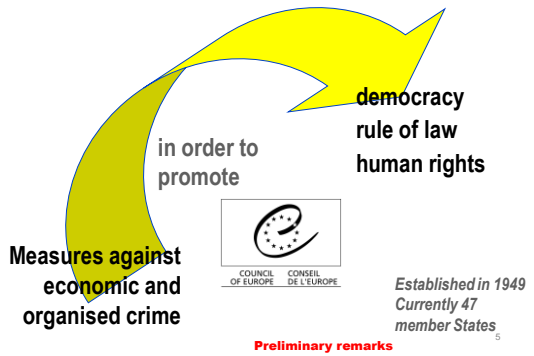 democracy
rule of law
human rights
in order to
promote
COUNCIL CONSEIL
OF EUROPE DE L'EUROPE
Measures against
economic and
organised crime
Established in 1949
Currently 47
member States
5
Preliminary remarks